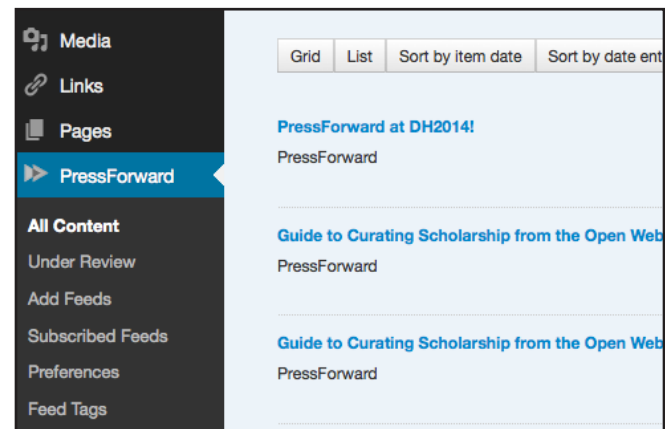 Media
Links
Pages
PressForward
All Content
Under Review
Add Feeds
Subscribed Feeds
Preferences
Feed Tags
Grid List Sort by item date Sort by date ent
PressForward at DH2014!
PressForward
Guide to Curating Scholarship from the Open Web
PressForward
Guide to Curating Scholarship from the Open Web
PressForward